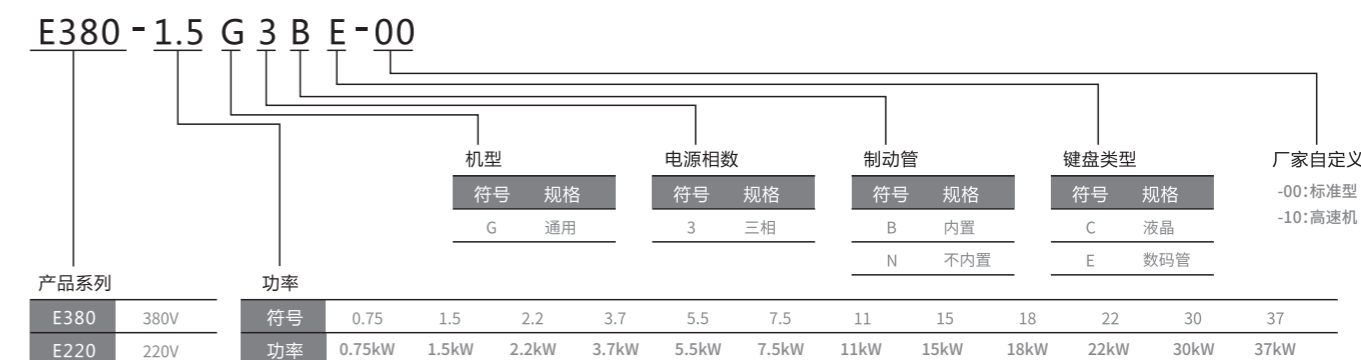 E380-1.5 G 3 B E-00
机型 电源相数 制动管 键盘类型 厂家自定义
符号 规格 符号 规格 符号 规格 符号 规格 -00:标准型
G 通用 3 三相 B 内置 C 液晶 -10:高速机
N 不内置 E 数码管
产品系列 功率
E380 380V 符号 0.75 1.5 2.2 3.7 5.5 7.5 11 15 18 22 30 37
E220 220V 功率 0.75kW 1.5kW 2.2kW 3.7kW 5.5kW 7.5kW 11kW 15kW 18kW 22kW 30kW 37kW